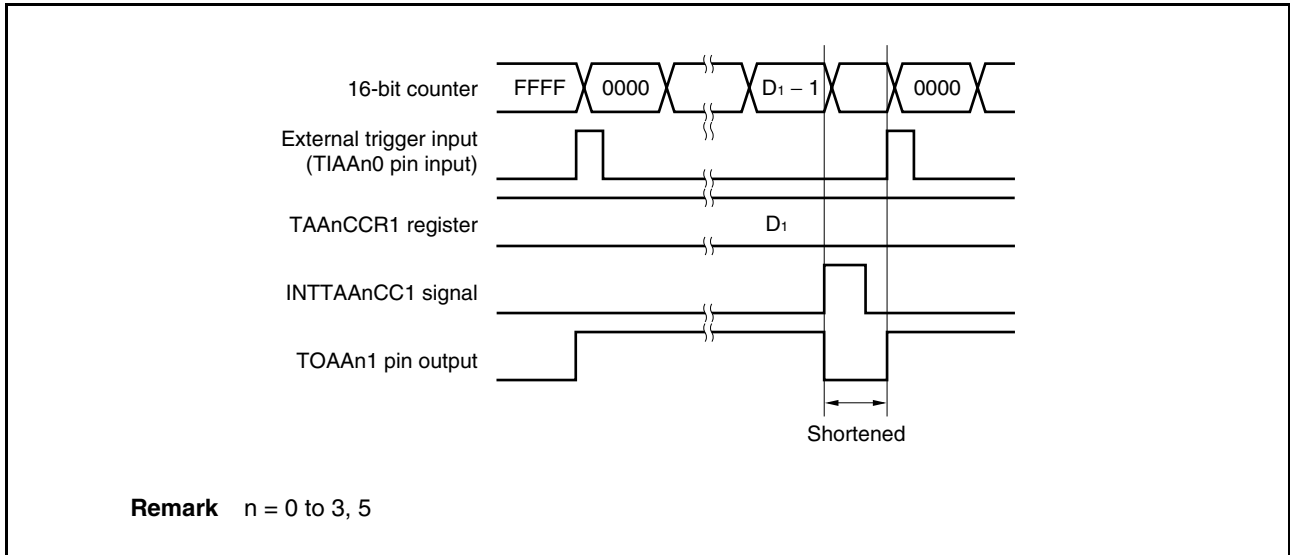 16-bit counter FFFF 0000 D₁ − 1 0000
External trigger input
(TIAAn0 pin input)
TAAnCCR1 register D₁
INTTAAnCC1 signal
TOAAn1 pin output
Shortened
Remark n = 0 to 3, 5